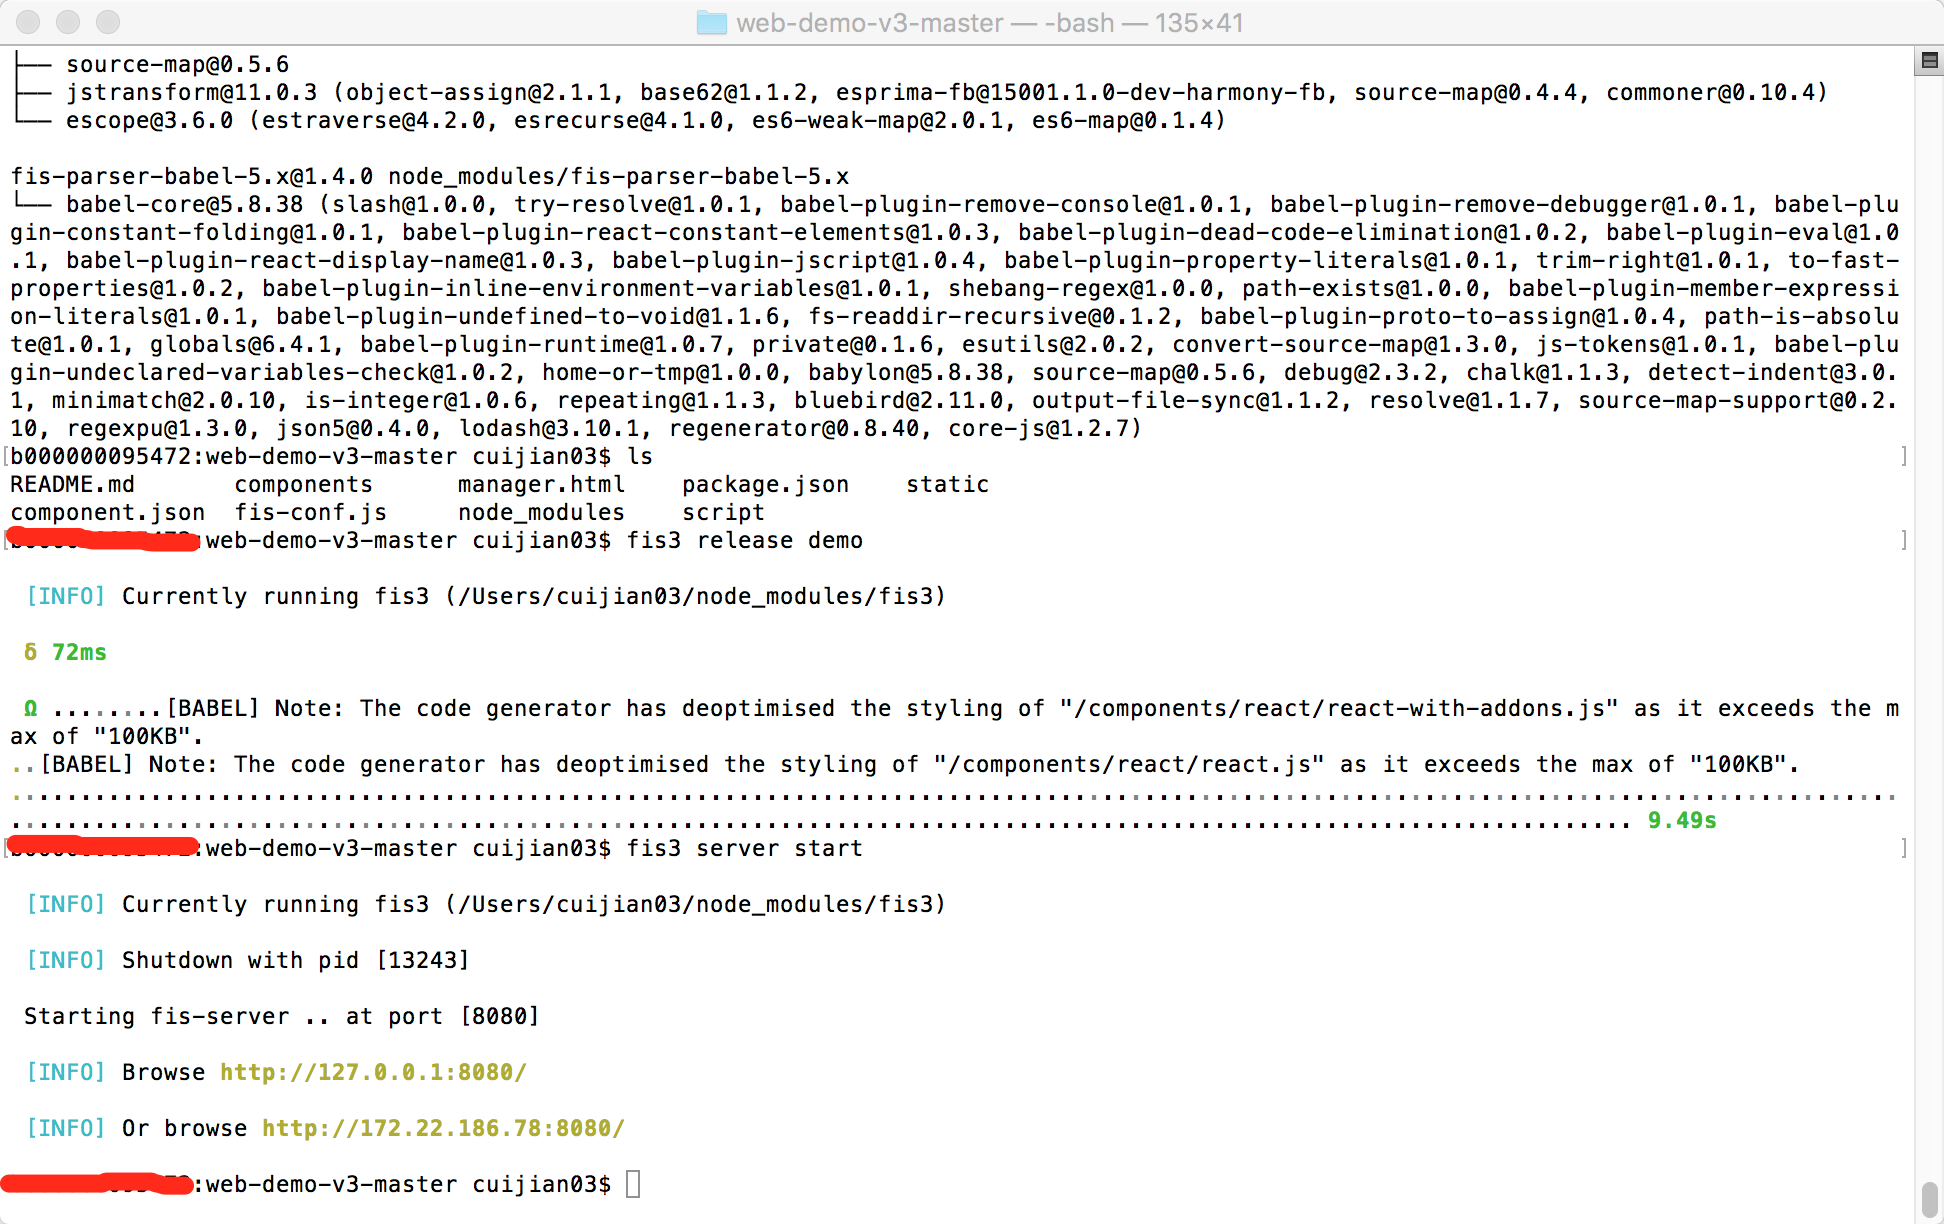 web-demo-v3-master — -bash — 135×41
├── source-map@0.5.6
├── jstransform@11.0.3 (object-assign@2.1.1, base62@1.1.2, esprima-fb@15001.1.0-dev-harmony-fb, source-map@0.4.4, commoner@0.10.4)
└── escope@3.6.0 (estraverse@4.2.0, esrecurse@4.1.0, es6-weak-map@2.0.1, es6-map@0.1.4)
fis-parser-babel-5.x@1.4.0 node_modules/fis-parser-babel-5.x
└── babel-core@5.8.38 (slash@1.0.0, try-resolve@1.0.1, babel-plugin-remove-console@1.0.1, babel-plugin-remove-debugger@1.0.1, babel-plu
gin-constant-folding@1.0.1, babel-plugin-react-constant-elements@1.0.3, babel-plugin-dead-code-elimination@1.0.2, babel-plugin-eval@1.0
.1, babel-plugin-react-display-name@1.0.3, babel-plugin-jscript@1.0.4, babel-plugin-property-literals@1.0.1, trim-right@1.0.1, to-fast-
properties@1.0.2, babel-plugin-inline-environment-variables@1.0.1, shebang-regex@1.0.0, path-exists@1.0.0, babel-plugin-member-expressi
on-literals@1.0.1, babel-plugin-undefined-to-void@1.1.6, fs-readdir-recursive@0.1.2, babel-plugin-proto-to-assign@1.0.4, path-is-absolu
te@1.0.1, globals@6.4.1, babel-plugin-runtime@1.0.7, private@0.1.6, esutils@2.0.2, convert-source-map@1.3.0, js-tokens@1.0.1, babel-plu
gin-undeclared-variables-check@1.0.2, home-or-tmp@1.0.0, babylon@5.8.38, source-map@0.5.6, debug@2.3.2, chalk@1.1.3, detect-indent@3.0.
1, minimatch@2.0.10, is-integer@1.0.6, repeating@1.1.3, bluebird@2.11.0, output-file-sync@1.1.2, resolve@1.1.7, source-map-support@0.2.
10, regexpu@1.3.0, json5@0.4.0, lodash@3.10.1, regenerator@0.8.40, core-js@1.2.7)
[b000000095472:web-demo-v3-master cuijian03$ ls ]
README.md components manager.html package.json static
component.json fis-conf.js node_modules script
:web-demo-v3-master cuijian03$ fis3 release demo ]
[INFO] Currently running fis3 (/Users/cuijian03/node_modules/fis3)
δ 72ms
Ω ........[BABEL] Note: The code generator has deoptimised the styling of "/components/react/react-with-addons.js" as it exceeds the m
ax of "100KB".
..[BABEL] Note: The code generator has deoptimised the styling of "/components/react/react.js" as it exceeds the max of "100KB".
.......................................................................................................................................
.................................................................................................................... 9.49s
:web-demo-v3-master cuijian03$ fis3 server start ]
[INFO] Currently running fis3 (/Users/cuijian03/node_modules/fis3)
[INFO] Shutdown with pid [13243]
Starting fis-server .. at port [8080]
[INFO] Browse http://127.0.0.1:8080/
[INFO] Or browse http://172.22.186.78:8080/
:web-demo-v3-master cuijian03$